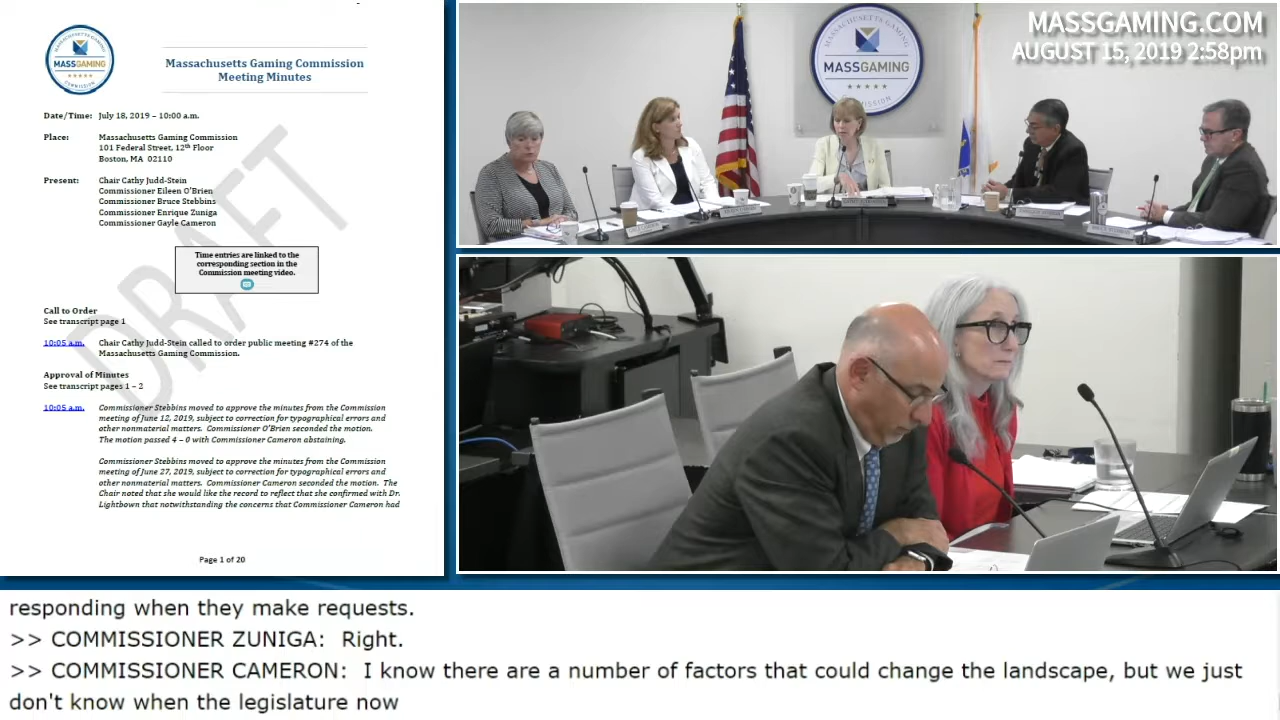 MASSGAMING
COMMISSION
Massachusetts Gaming Commission
Meeting Minutes
Date/Time: July 18, 2019 – 10:00 a.m.
Place: Massachusetts Gaming Commission
101 Federal Street, 12th Floor
Boston, MA 02110
Present: Chair Cathy Judd-Stein
Commissioner Eileen O'Brien
Commissioner Bruce Stebbins
Commissioner Enrique Zuniga
Commissioner Gayle Cameron
Time entries are linked to the
corresponding section in the
Commission meeting video.
DRAFT
Call to Order
See transcript page 1
10:05 a.m. Chair Cathy Judd-Stein called to order public meeting #274 of the
Massachusetts Gaming Commission.
Approval of Minutes
See transcript pages 1 – 2
10:05 a.m. Commissioner Stebbins moved to approve the minutes from the Commission
meeting of June 12, 2019, subject to correction for typographical errors and
other nonmaterial matters. Commissioner O'Brien seconded the motion.
The motion passed 4 – 0 with Commissioner Cameron abstaining.
Commissioner Stebbins moved to approve the minutes from the Commission
meeting of June 27, 2019, subject to correction for typographical errors and
other nonmaterial matters. Commissioner Cameron seconded the motion. The
Chair noted that she would like the record to reflect that she confirmed with Dr.
Lightbown that notwithstanding the concerns that Commissioner Cameron had
Page 1 of 20
MASSGAMING.COM
AUGUST 15, 2019 2:58pm
MASSACHUSETTS GAMING
MASSGAMING
COMMISSION
responding when they make requests.
>> COMMISSIONER ZUNIGA: Right.
>> COMMISSIONER CAMERON: I know there are a number of factors that could change the landscape, but we just
don't know when the legislature now